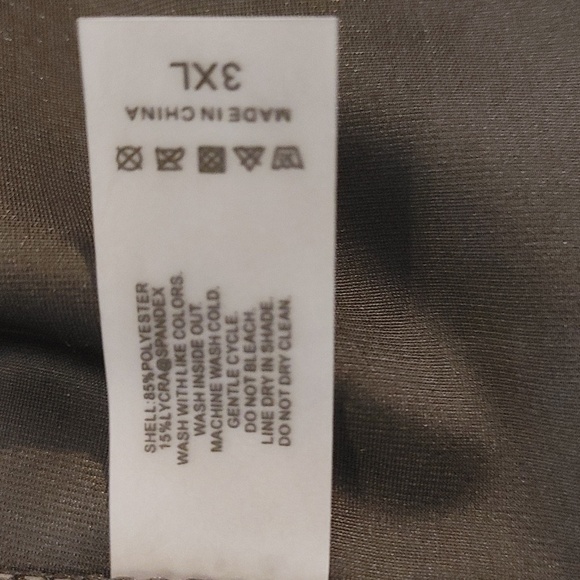 3XL
MADE IN CHINA
SHELL:85%POLYESTER
15%LYCRA@SPANDEX
WASH WITH LIKE COLORS.
WASH INSIDE OUT.
MACHINE WASH COLD.
GENTLE CYCLE.
DO NOT BLEACH.
LINE DRY IN SHADE.
DO NOT DRY CLEAN.